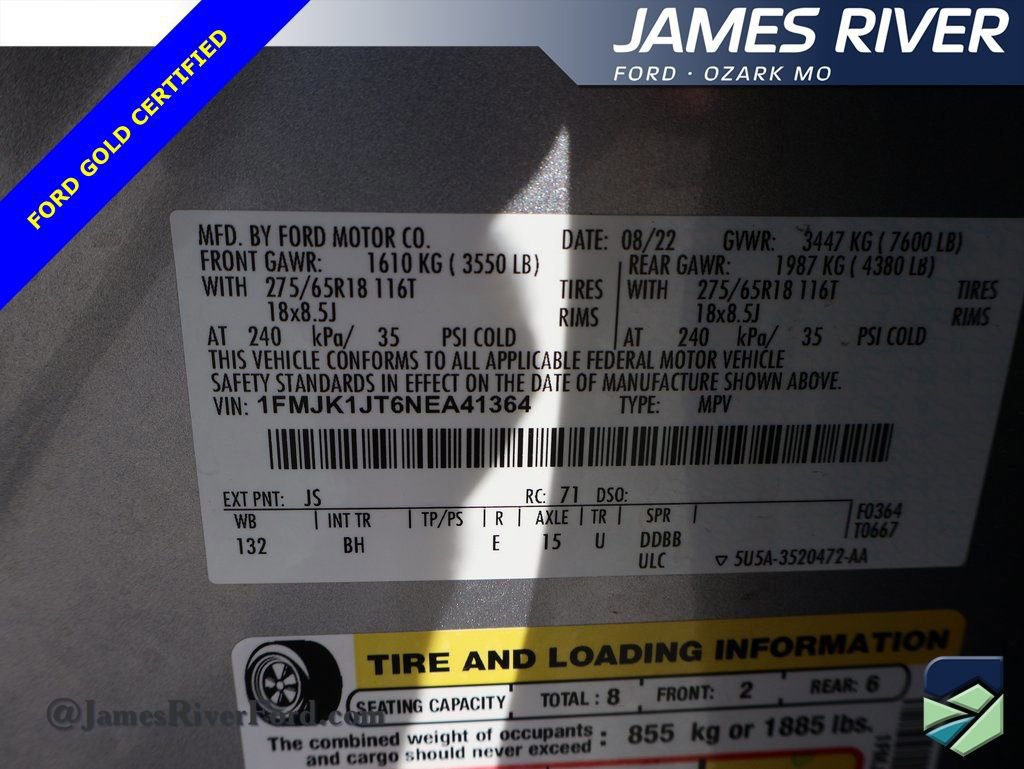 JAMES RIVER
FORD · OZARK MO
FORD GOLD CERTIFIED
MFD. BY FORD MOTOR CO. DATE: 08/22 GVWR: 3447 KG ( 7600 LB)
FRONT GAWR: 1610 KG ( 3550 LB) REAR GAWR: 1987 KG ( 4380 LB)
WITH 275/65R18 116T TIRES WITH 275/65R18 116T TIRES
18x8.5J RIMS 18x8.5J RIMS
AT 240 kPa/ 35 PSI COLD AT 240 kPa/ 35 PSI COLD
THIS VEHICLE CONFORMS TO ALL APPLICABLE FEDERAL MOTOR VEHICLE
SAFETY STANDARDS IN EFFECT ON THE DATE OF MANUFACTURE SHOWN ABOVE.
VIN: 1FMJK1JT6NEA41364 TYPE: MPV
EXT PNT: JS RC: 71 DSO:
WB INT TR TP/PS R AXLE TR SPR F0364
132 BH E 15 U DDBB T0667
ULC ▽ 5U5A-3520472-AA
TIRE AND LOADING INFORMATION
SEATING CAPACITY TOTAL : 8 FRONT: 2 REAR: 6
The combined weight of occupants and cargo should never exceed : 855 kg or 1885 lbs.
@JamesRiverFord.com